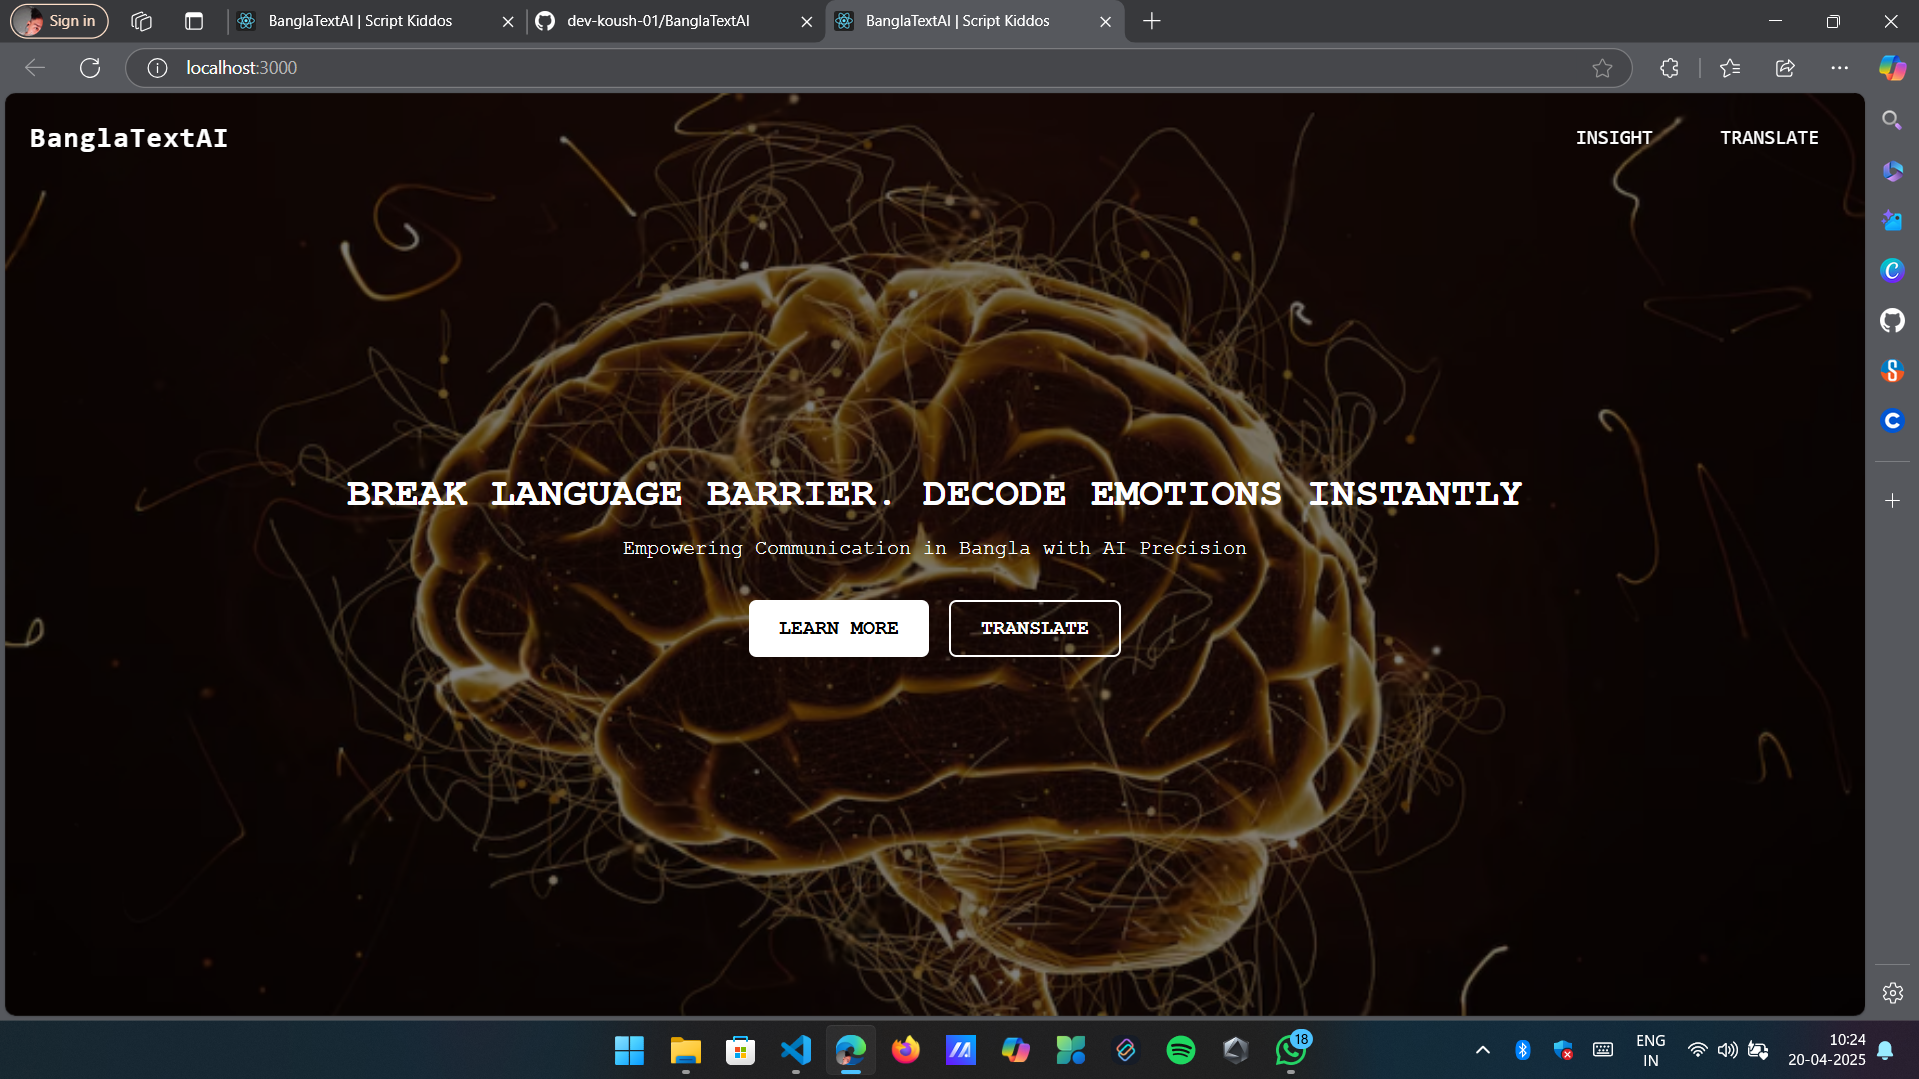 Sign in
BanglaTextAI | Script Kiddos
dev-koush-01/BanglaTextAI
BanglaTextAI | Script Kiddos
localhost:3000
BanglaTextAI
INSIGHT
TRANSLATE
BREAK LANGUAGE BARRIER. DECODE EMOTIONS INSTANTLY
Empowering Communication in Bangla with AI Precision
LEARN MORE
TRANSLATE
18
ENG
IN
10:24
20-04-2025